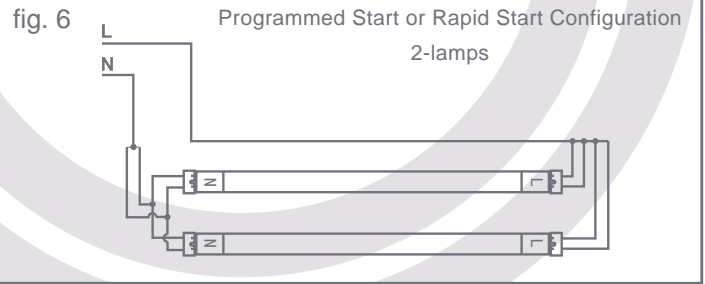 fig. 6
Programmed Start or Rapid Start Configuration
2-lamps
L
N
N
L
N
L